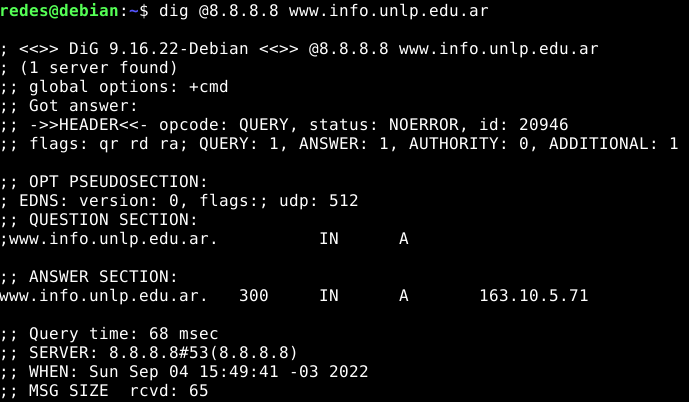 redes@debian:~$ dig @8.8.8.8 www.info.unlp.edu.ar

; <<>> DiG 9.16.22-Debian <<>> @8.8.8.8 www.info.unlp.edu.ar
; (1 server found)
;; global options: +cmd
;; Got answer:
;; ->>HEADER<<- opcode: QUERY, status: NOERROR, id: 20946
;; flags: qr rd ra; QUERY: 1, ANSWER: 1, AUTHORITY: 0, ADDITIONAL: 1

;; OPT PSEUDOSECTION:
; EDNS: version: 0, flags:; udp: 512
;; QUESTION SECTION:
;www.info.unlp.edu.ar.		IN	A

;; ANSWER SECTION:
www.info.unlp.edu.ar.	300	IN	A	163.10.5.71

;; Query time: 68 msec
;; SERVER: 8.8.8.8#53(8.8.8.8)
;; WHEN: Sun Sep 04 15:49:41 -03 2022
;; MSG SIZE  rcvd: 65